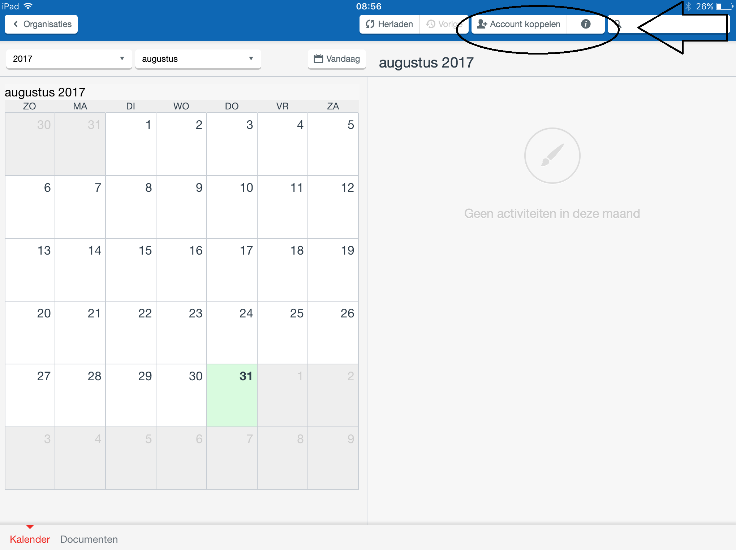 iPad 08:56 26%
Organisaties Herladen Account koppelen
2017 augustus Vandaag augustus 2017
augustus 2017
ZO MA DI WO DO VR ZA
30 31 1 2 3 4 5
6 7 8 9 10 11 12
13 14 15 16 17 18 19
20 21 22 23 24 25 26
27 28 29 30 31 1 2
3 4 5 6 7 8 9
Geen activiteiten in deze maand
Kalender Documenten